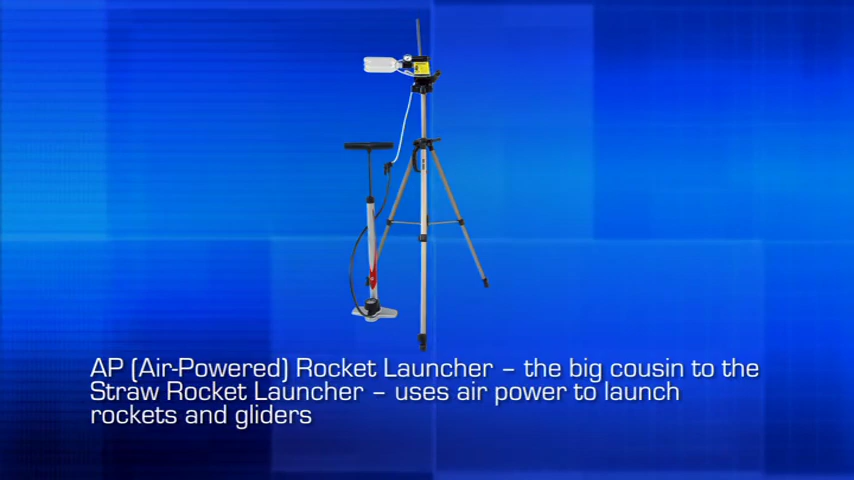 AP (Air-Powered) Rocket Launcher – the big cousin to the
Straw Rocket Launcher – uses air power to launch
rockets and gliders